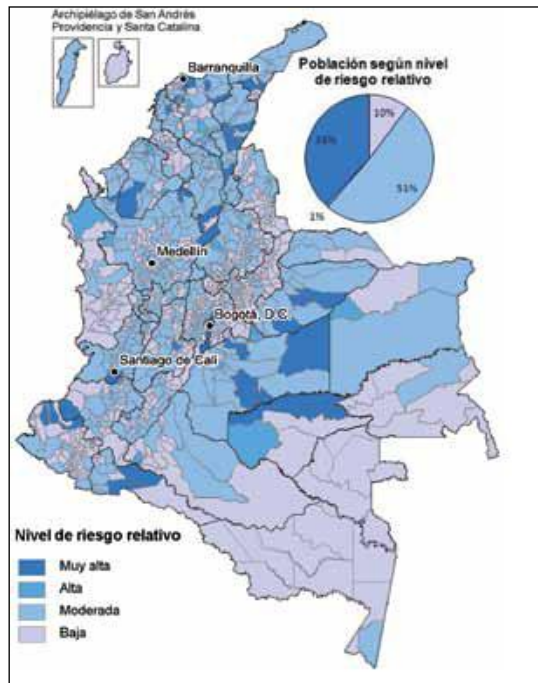 Archipiélago de San Andrés
Providencia y Santa Catalina
Barranquilla
Población según nivel
de riesgo relativo
10%
51%
1%
Medellín
Bogotá, D.C.
Santiago de Cali
Nivel de riesgo relativo
Muy alta
Alta
Moderada
Baja